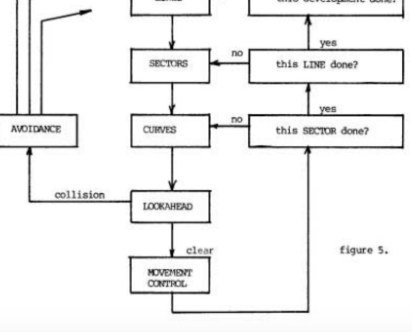 this development done?
yes
no
SECTORS
this LINE done?
yes
no
AVOIDANCE
CURVES
this SECTOR done?
collision
LOOKAHEAD
clear
figure 5.
MOVEMENT
CONTROL